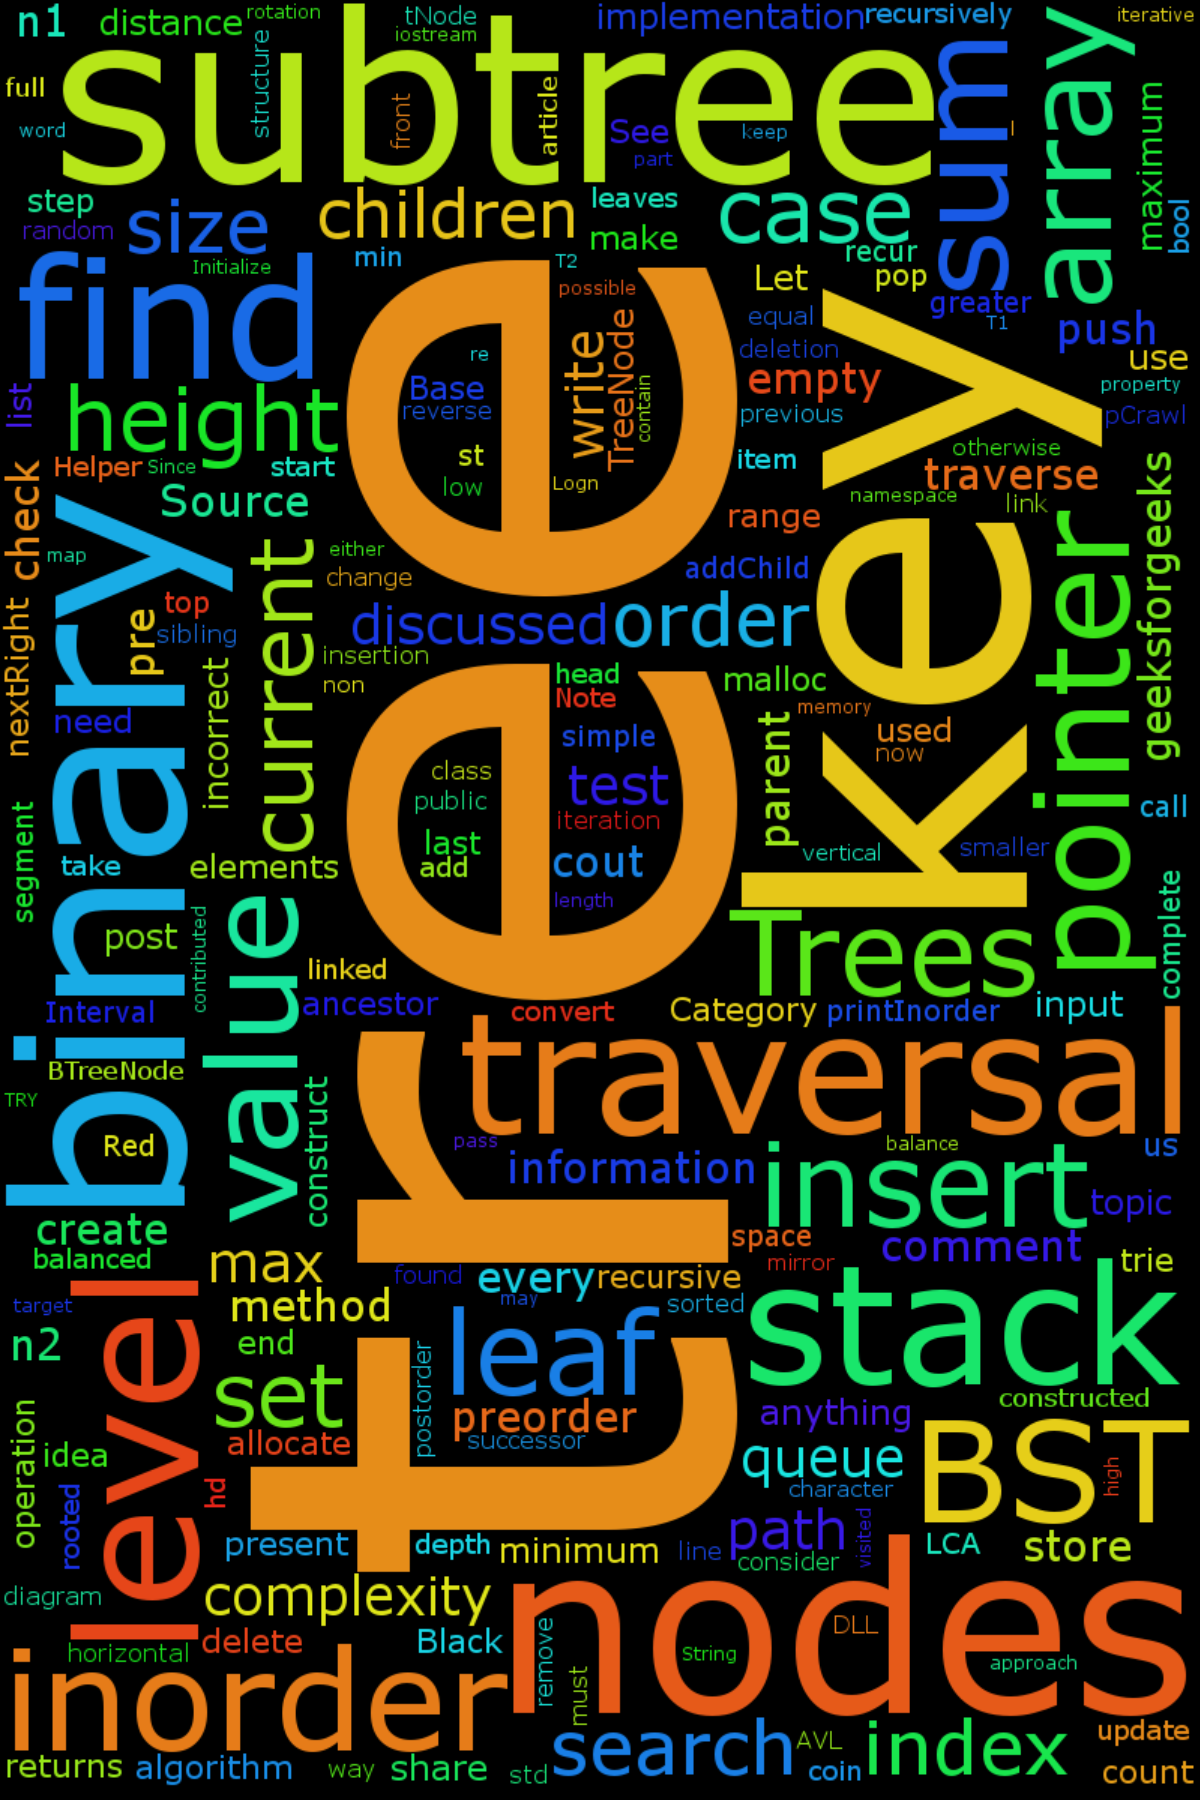 n1
distance
rotation
structure
tNode
iostream
implementation
recursively
iterative
full
subtree
front
article
See
part
keep
sum
array
maximum
word
bool
step
random
size
Initialize
children
leaves
make
case
recur
min
T2
find
possible
Let
pop
greater
T1
push
equal
deletion
use
property
pCrawl
list
height
re
Base
reverse
write
TreeNode
contain
empty
previous
key
otherwise
traverse
namespace
link
Helper
Since
start
st
low
Logn
item
Source
range
check
map
binary
current
either
change
tree
addChild
pointer
geeksforgeeks
nextRight
pre
top
sibling
discussed
order
insertion
non
head
Note
malloc
memory
need
incorrect
simple
parent
used
now
class
public
test
iteration
last
add
cout
length
vertical
smaller
call
segment
take
elements
post
contributed
value
linked
ancestor
Trees
complete
Interval
convert
Category
printInorder
input
BTreeNode
TRY
traversal
Red
construct
pass
information
balance
us
insert
topic
create
balanced
space
mirror
comment
trie
max
found
every
recursive
may
sorted
stack
target
level
method
n2
end
leaf
constructed
set
postorder
preorder
successor
anything
operation
idea
allocate
queue
character
BST
high
rooted
hd
present
depth
minimum
line
path
visited
consider
LCA
store
diagram
complexity
nodes
horizontal
delete
Black
remove
must
String
DLL
approach
inorder
search
AVL
index
update
returns
algorithm
way
share
std
coin
count